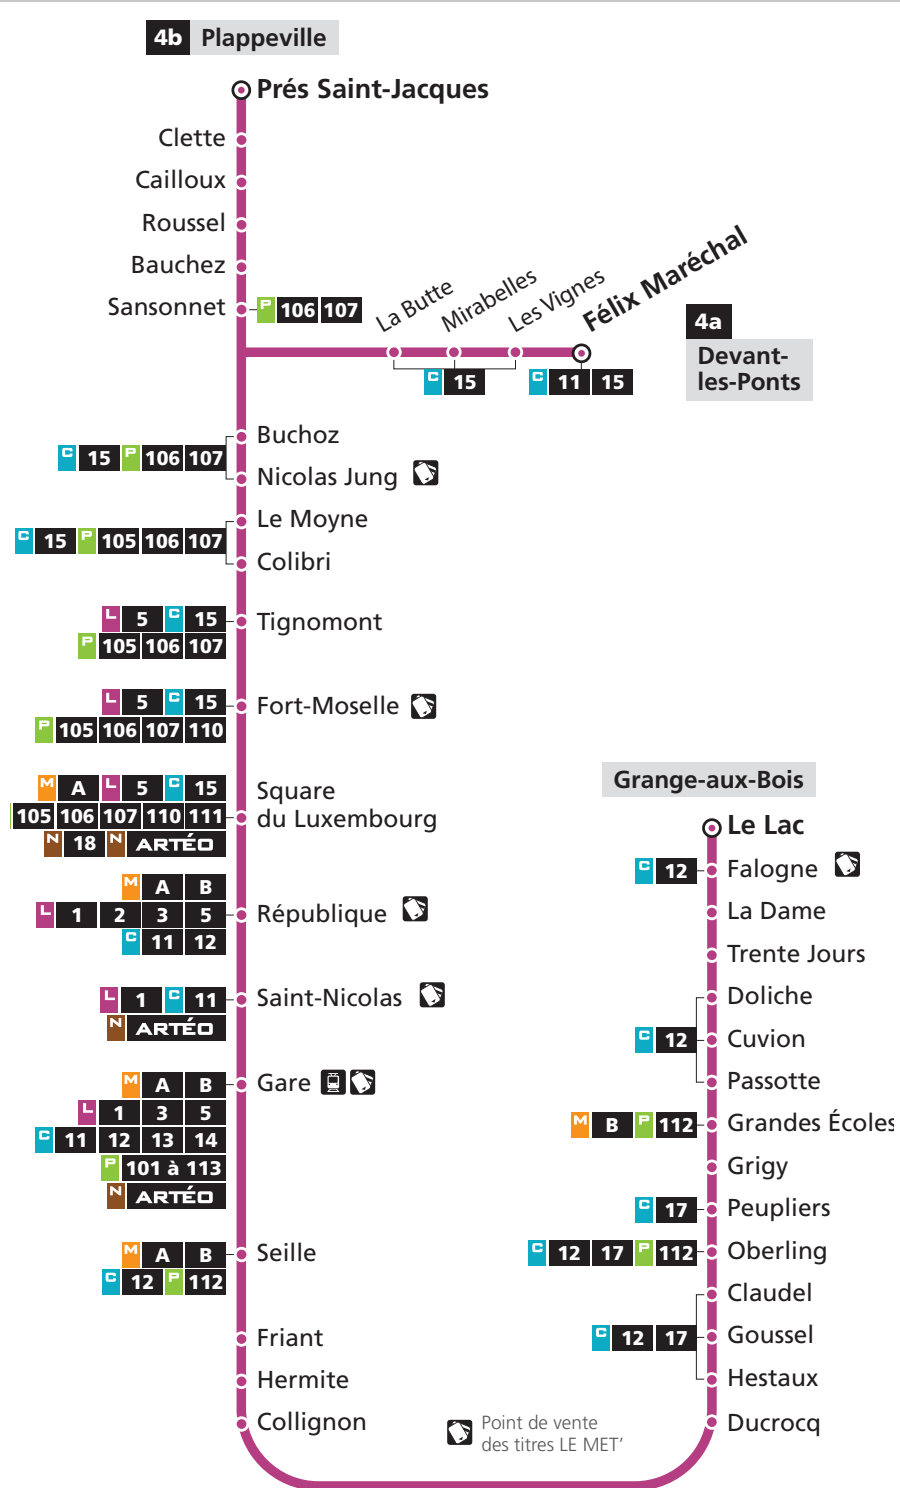 4b Plappeville
Prés Saint-Jacques
Clette
Cailloux
Roussel
Bauchez
Sansonnet P 106 107
La Butte
Mirabelles
Les Vignes
Félix Maréchal
4a
Devant-
les-Ponts
C 15
C 11 15
Buchoz
C 15 P 106 107
Nicolas Jung
Le Moyne
C 15 P 105 106 107
Colibri
L 5 C 15
Tignomont
P 105 106 107
L 5 C 15
Fort-Moselle
P 105 106 107 110
M A L 5 C 15
Square
du Luxembourg
105 106 107 110 111
N 18 N ARTÉO
M A B
L 1 2 3 5
République
C 11 12
L 1 C 11
Saint-Nicolas
N ARTÉO
M A B
Gare
L 1 3 5
C 11 12 13 14
P 101 à 113
N ARTÉO
M A B
Seille
C 12 P 112
Friant
Hermite
Collignon
Grange-aux-Bois
Le Lac
C 12 Falogne
La Dame
Trente Jours
Doliche
C 12 Cuvion
Passotte
M B P 112 Grandes Écoles
Grigy
C 17 Peupliers
C 12 17 P 112 Oberling
Claudel
C 12 17 Goussel
Hestaux
Ducrocq
Point de vente
des titres LE MET'